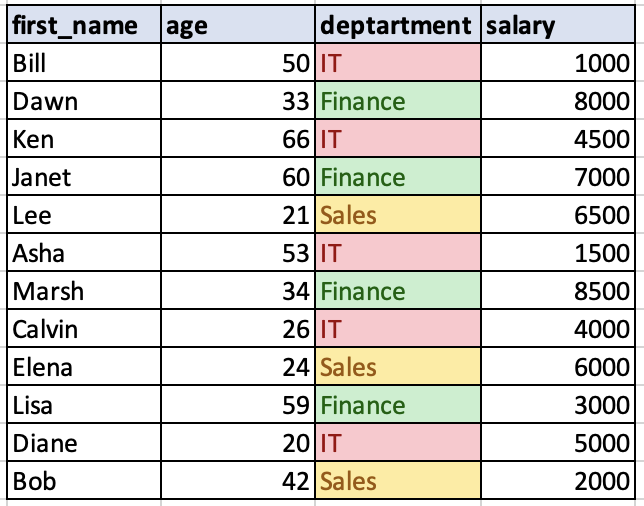 first_name age deptartment salary
Bill 50 IT 1000
Dawn 33 Finance 8000
Ken 66 IT 4500
Janet 60 Finance 7000
Lee 21 Sales 6500
Asha 53 IT 1500
Marsh 34 Finance 8500
Calvin 26 IT 4000
Elena 24 Sales 6000
Lisa 59 Finance 3000
Diane 20 IT 5000
Bob 42 Sales 2000